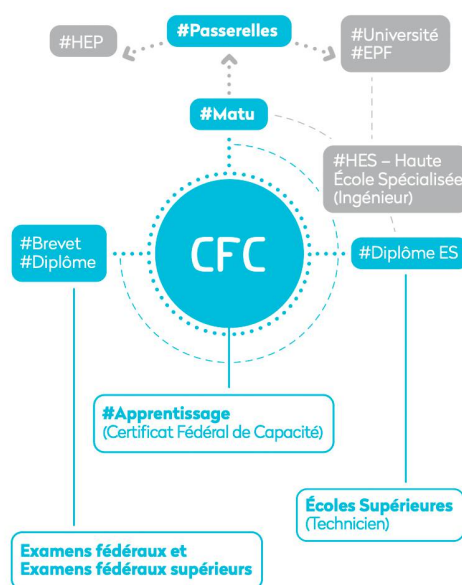 #Passerelles
#HEP
#Université
#EPF
#Matu
#HES – Haute
École Spécialisée
(Ingénieur)
#Brevet
#Diplôme
CFC
#Diplôme ES
#Apprentissage
(Certificat Fédéral de Capacité)
Écoles Supérieures
(Technicien)
Examens fédéraux et
Examens fédéraux supérieurs